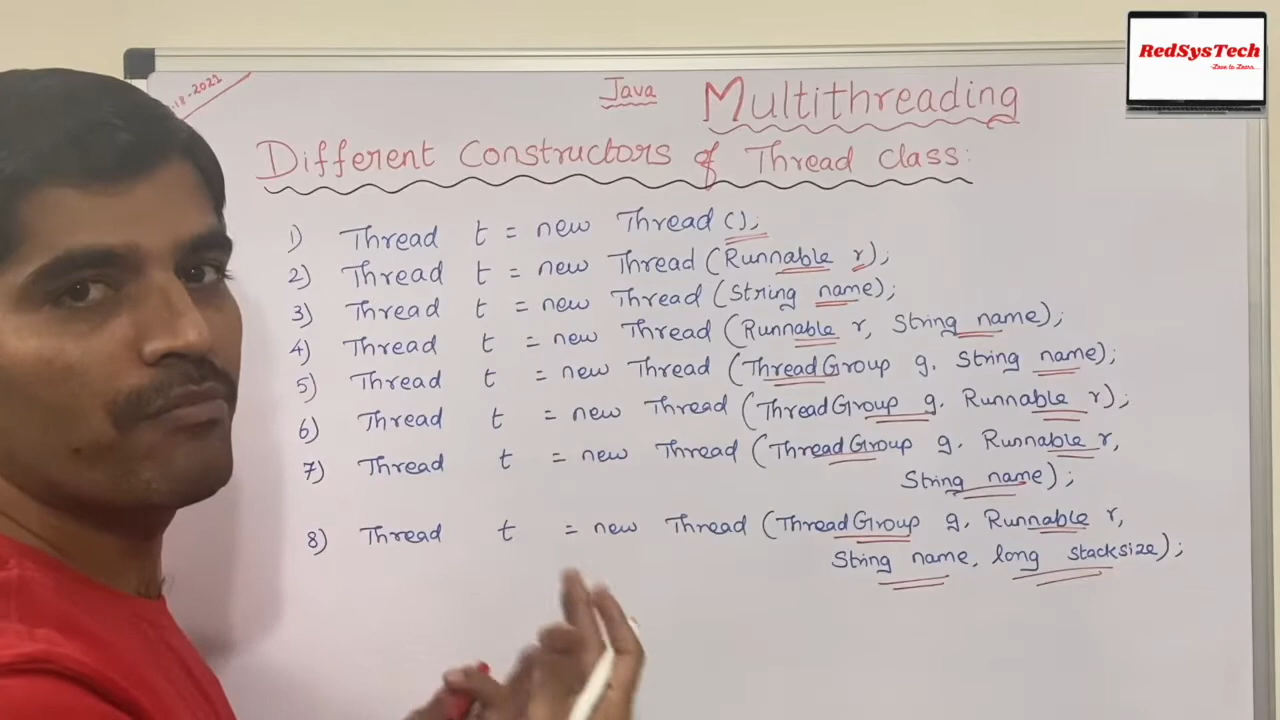 RedSysTech
-18-2021
Java Multithreading
Different Constructors of Thread class:
1) Thread t = new Thread ();
2) Thread t = new Thread (Runnable r);
3) Thread t = new Thread (String name);
4) Thread t = new Thread (Runnable r, String name);
5) Thread t = new Thread (ThreadGroup g, String name);
6) Thread t = new Thread (ThreadGroup g, Runnable r);
7) Thread t = new Thread (ThreadGroup g, Runnable r,
String name);
8) Thread t = new Thread (ThreadGroup g, Runnable r,
String name, long stacksize);